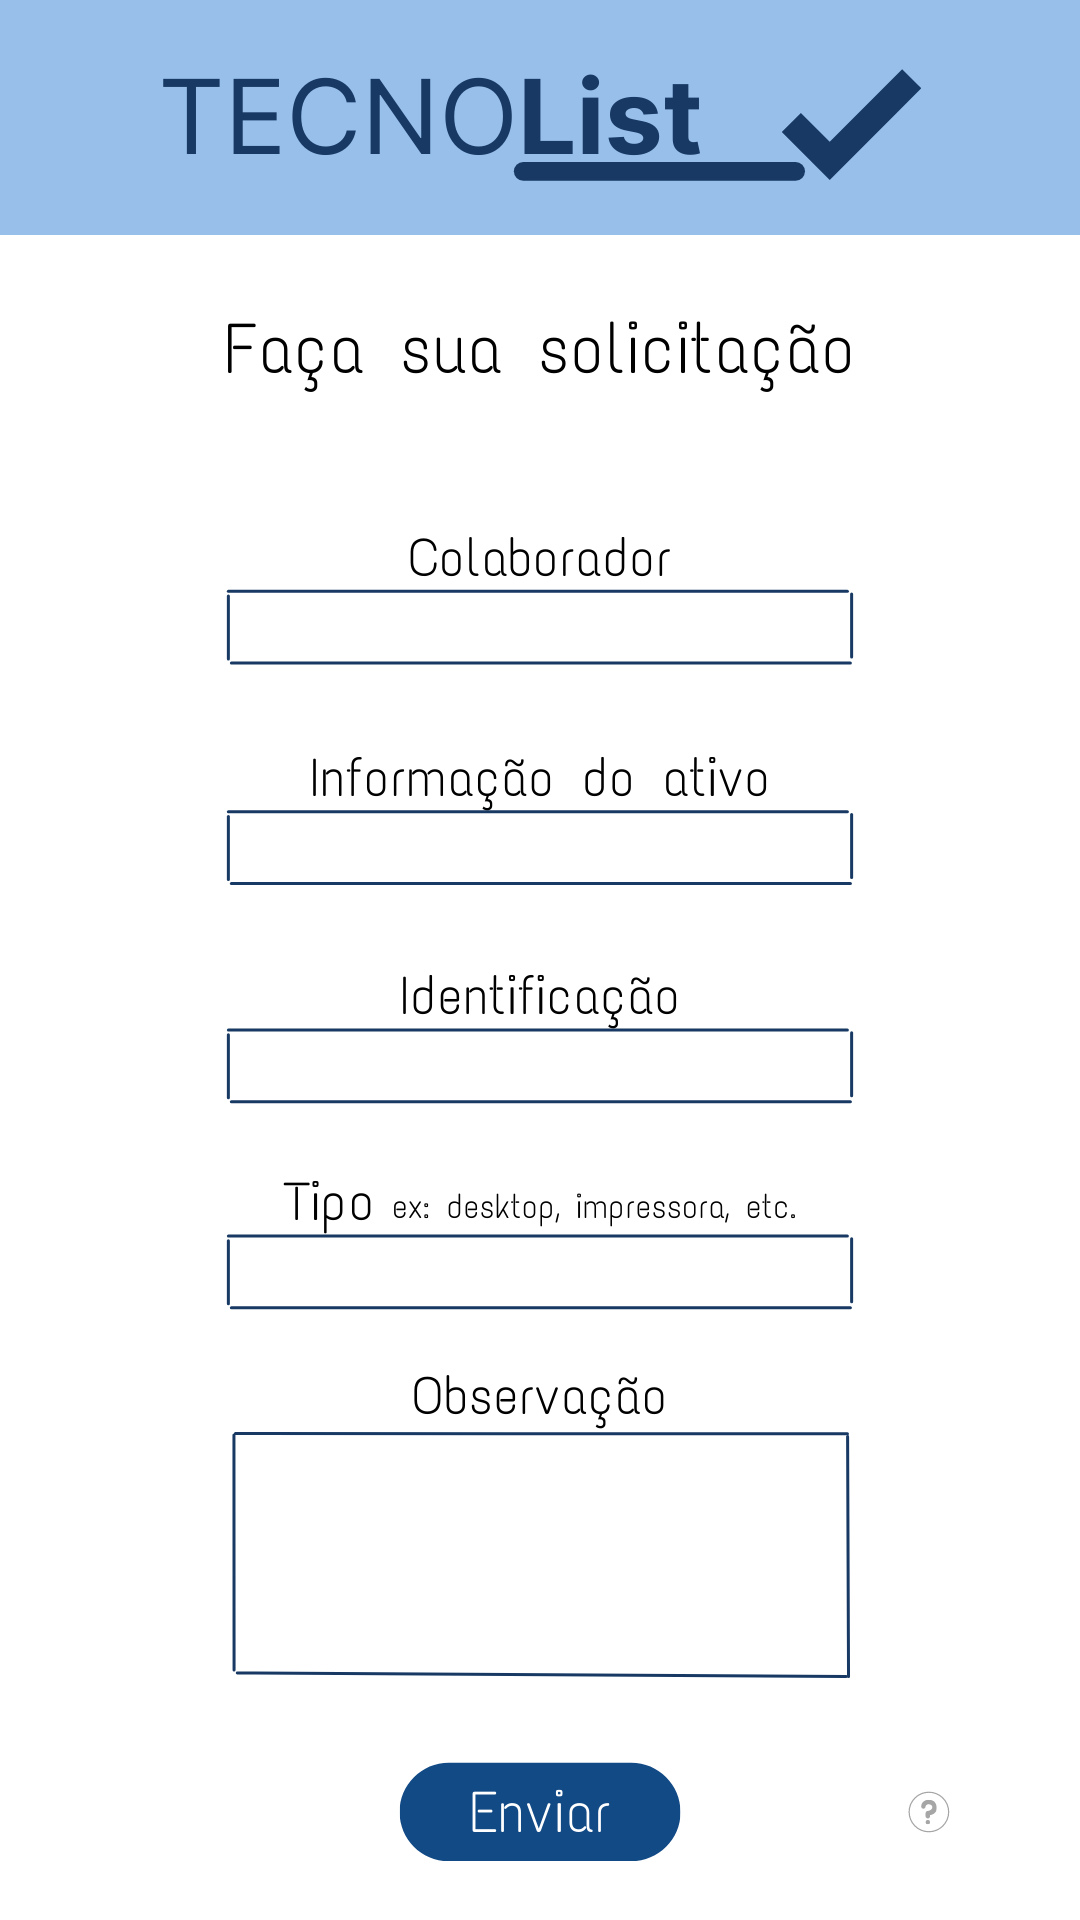 TECNOList
Faça sua solicitação
Colaborador
Informação do ativo
Identificação
Tipo ex: desktop, impressora, etc.
Observação
Enviar
?